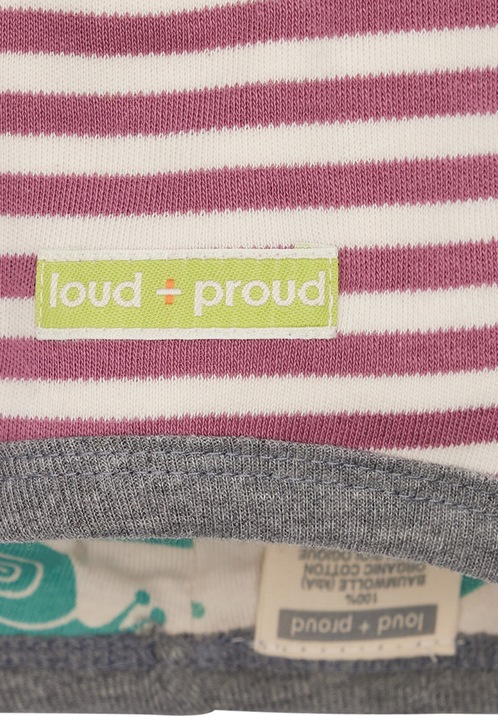 loud + proud
loud + proud
100%
BAUMWOLLE (kbA)
ORGANIC COTTON